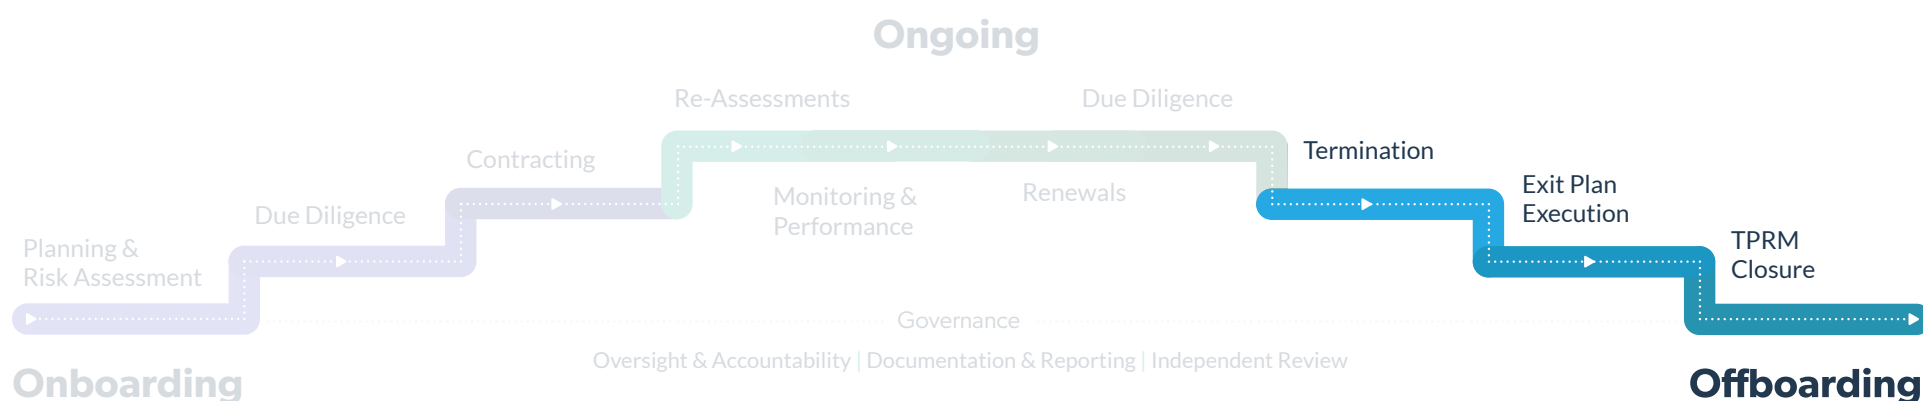 Ongoing
Re-Assessments
Due Diligence
Contracting
Termination
Monitoring &
Performance
Renewals
Exit Plan
Execution
Due Diligence
Planning &
Risk Assessment
TPRM
Closure
Governance
Oversight & Accountability | Documentation & Reporting | Independent Review
Onboarding
Offboarding